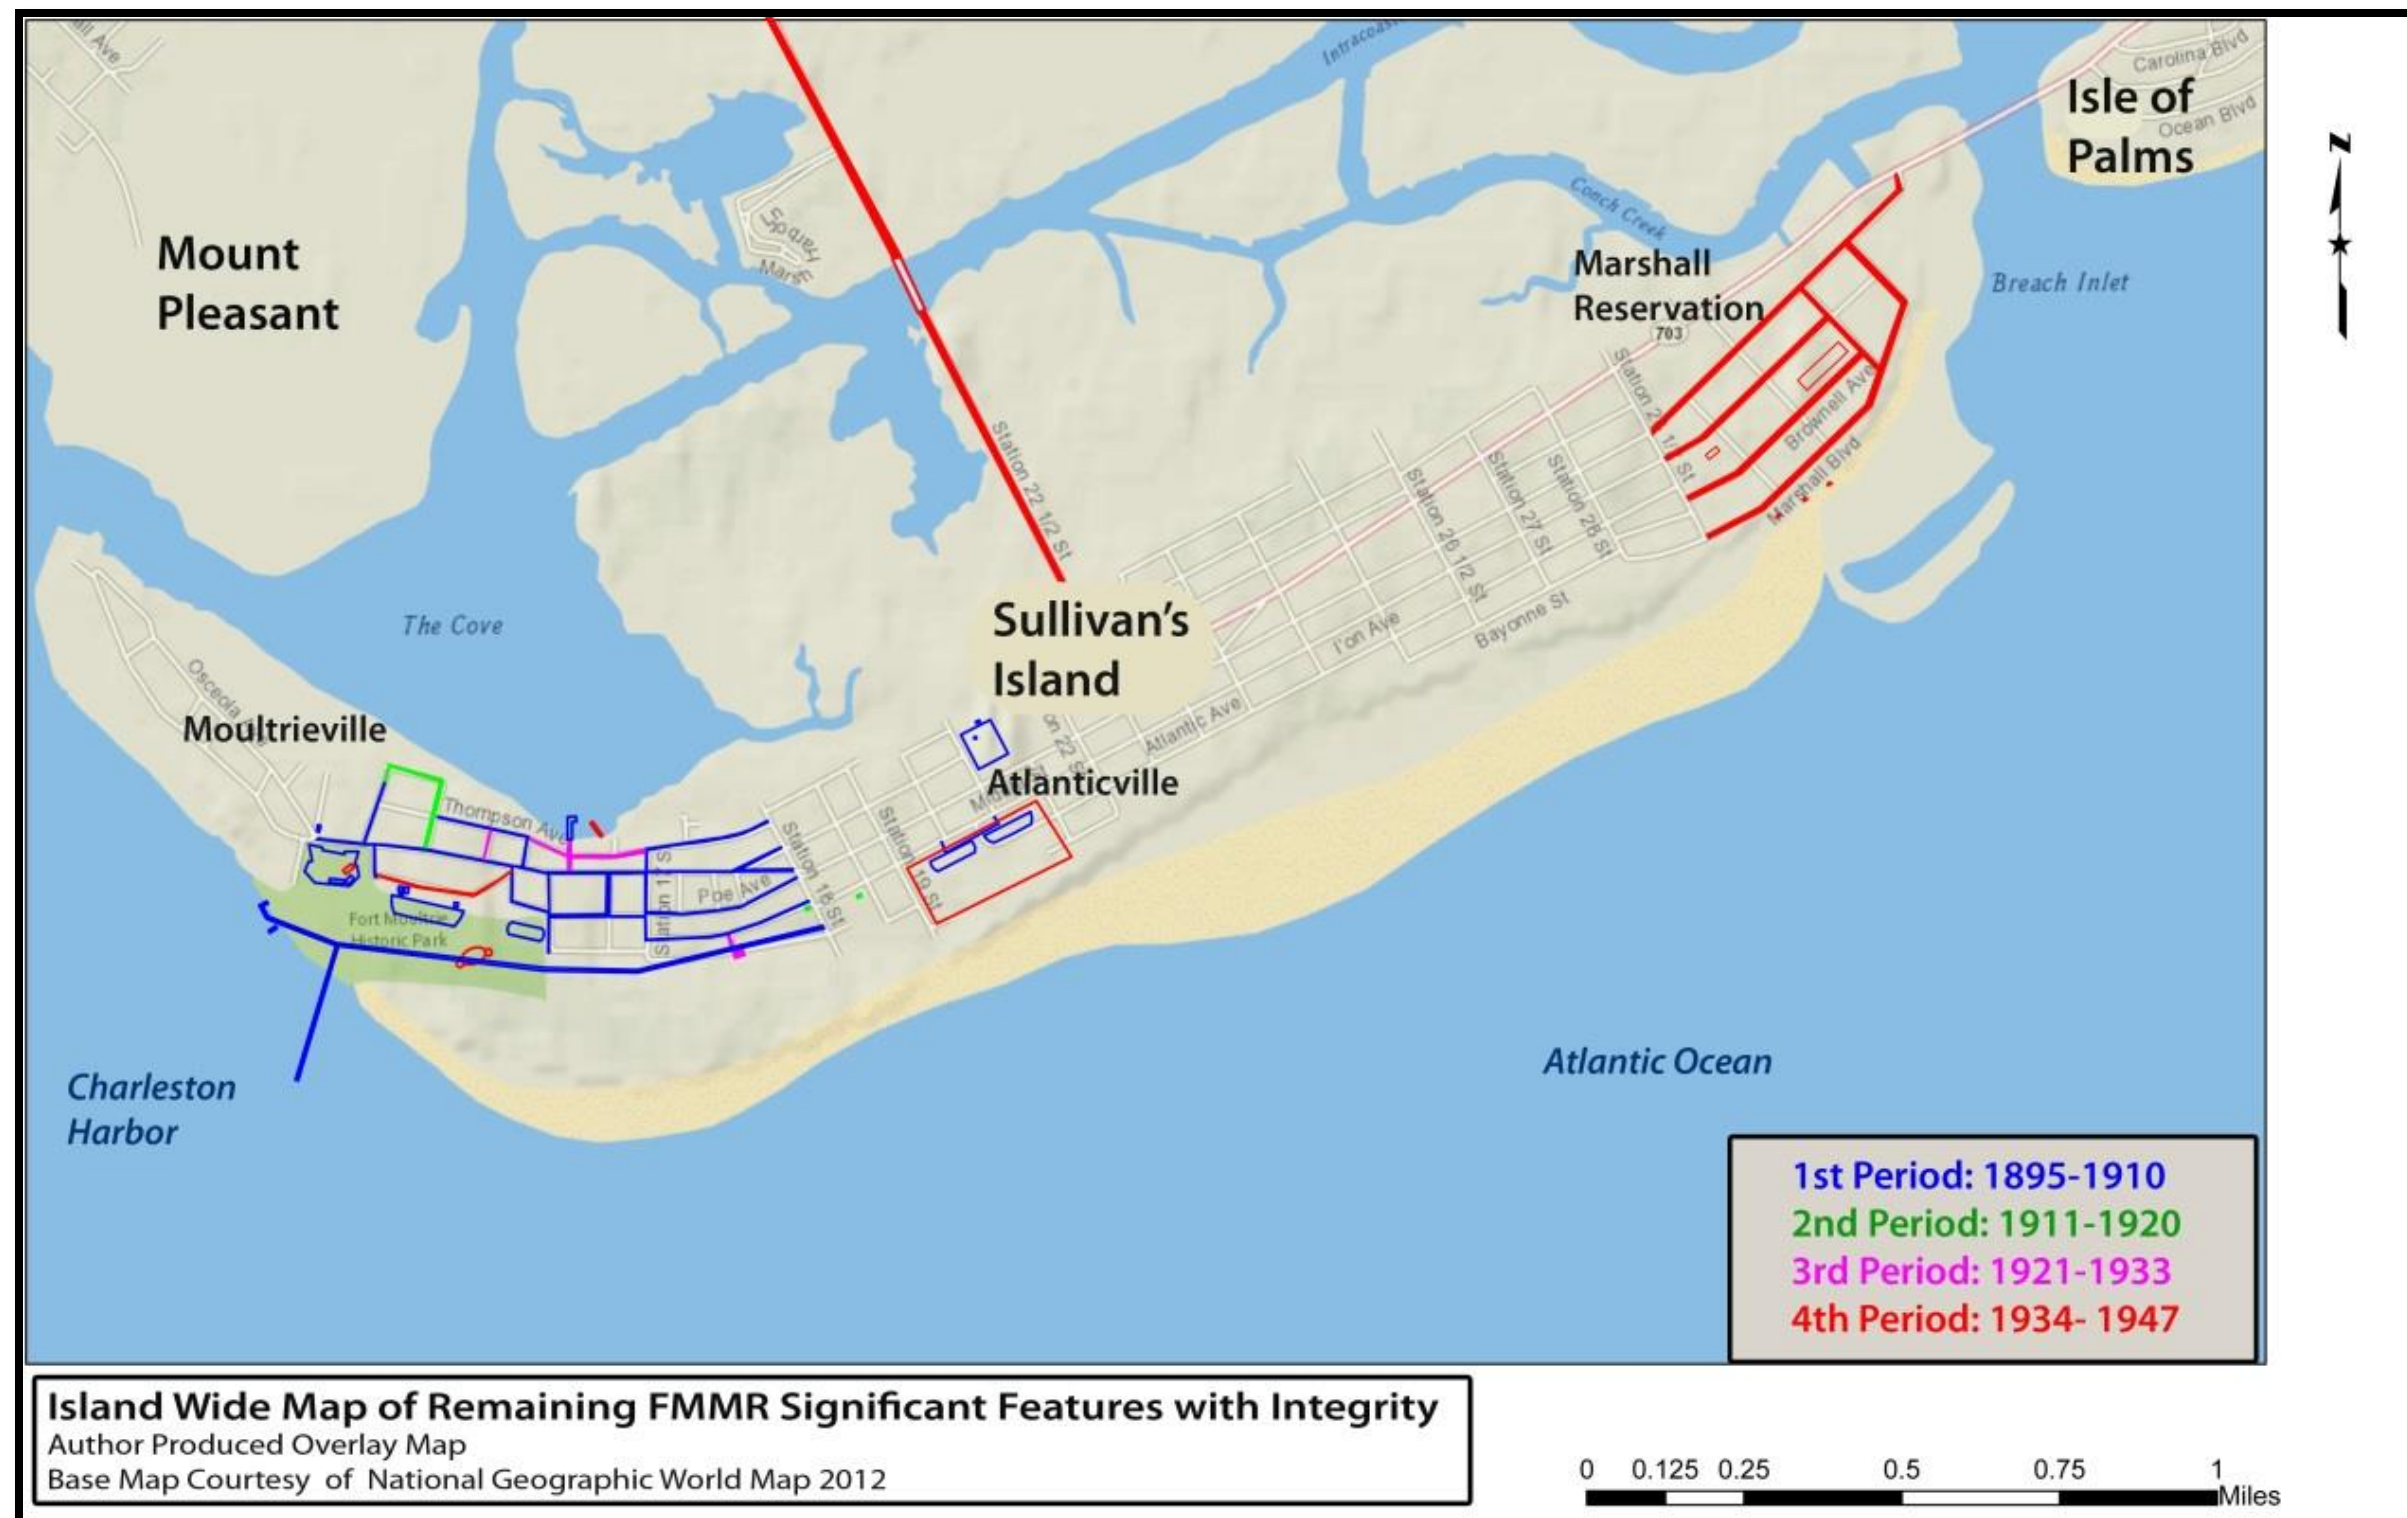 Carolina Blvd
Ocean Blvd
Isle of
Palms
N
Mount
Pleasant
Conch Creek
Marshall
Reservation
703
Breach Inlet
Brownell Ave
Marshall Blvd
Station 22 1/2 St
Station 26 1/2 St
Station 27 St
Station 28 St
The Cove
Sullivan's
Island
I'on Ave
Bayonne St
Atlantic Ave
Osceola
Moultrieville
Atlanticville
Thompson Ave
Poe Ave
Station 16 St
Station 19 St
Fort Moultrie
Historic Park
Charleston
Harbor
Atlantic Ocean
1st Period: 1895-1910
2nd Period: 1911-1920
3rd Period: 1921-1933
4th Period: 1934- 1947
Island Wide Map of Remaining FMMR Significant Features with Integrity
Author Produced Overlay Map
Base Map Courtesy of National Geographic World Map 2012
0 0.125 0.25 0.5 0.75 1
Miles